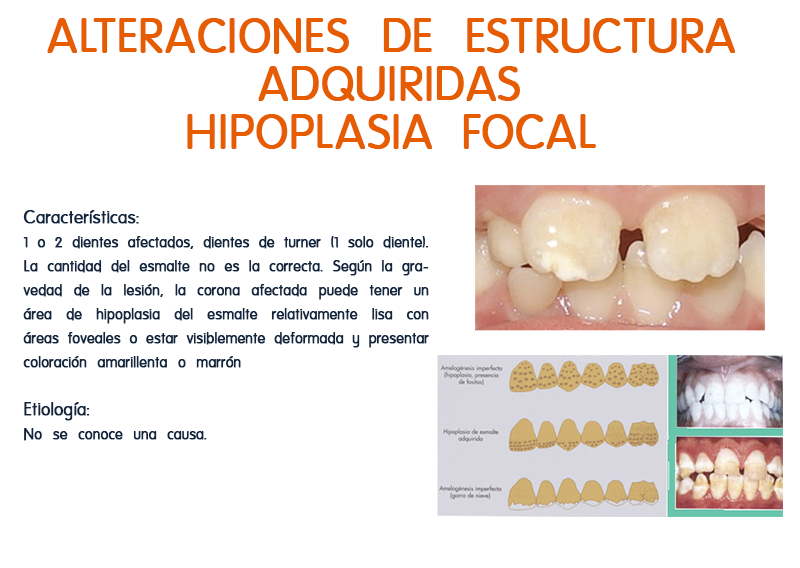 ALTERACIONES DE ESTRUCTURA
ADQUIRIDAS
HIPOPLASIA FOCAL
Características:
1 o 2 dientes afectados, dientes de turner (1 solo diente).
La cantidad del esmalte no es la correcta. Según la gra-
vedad de la lesión, la corona afectada puede tener un
área de hipoplasia del esmalte relativamente lisa con
áreas foveales o estar visiblemente deformada y presentar
coloración amarillenta o marrón
Etiología:
No se conoce una causa.
Amelogénesis imperfecta
(hipoplasia, presencia
de fositas)
Hipoplasia de esmalte
adquirida
Amelogénesis imperfecta
(gorro de nieve)